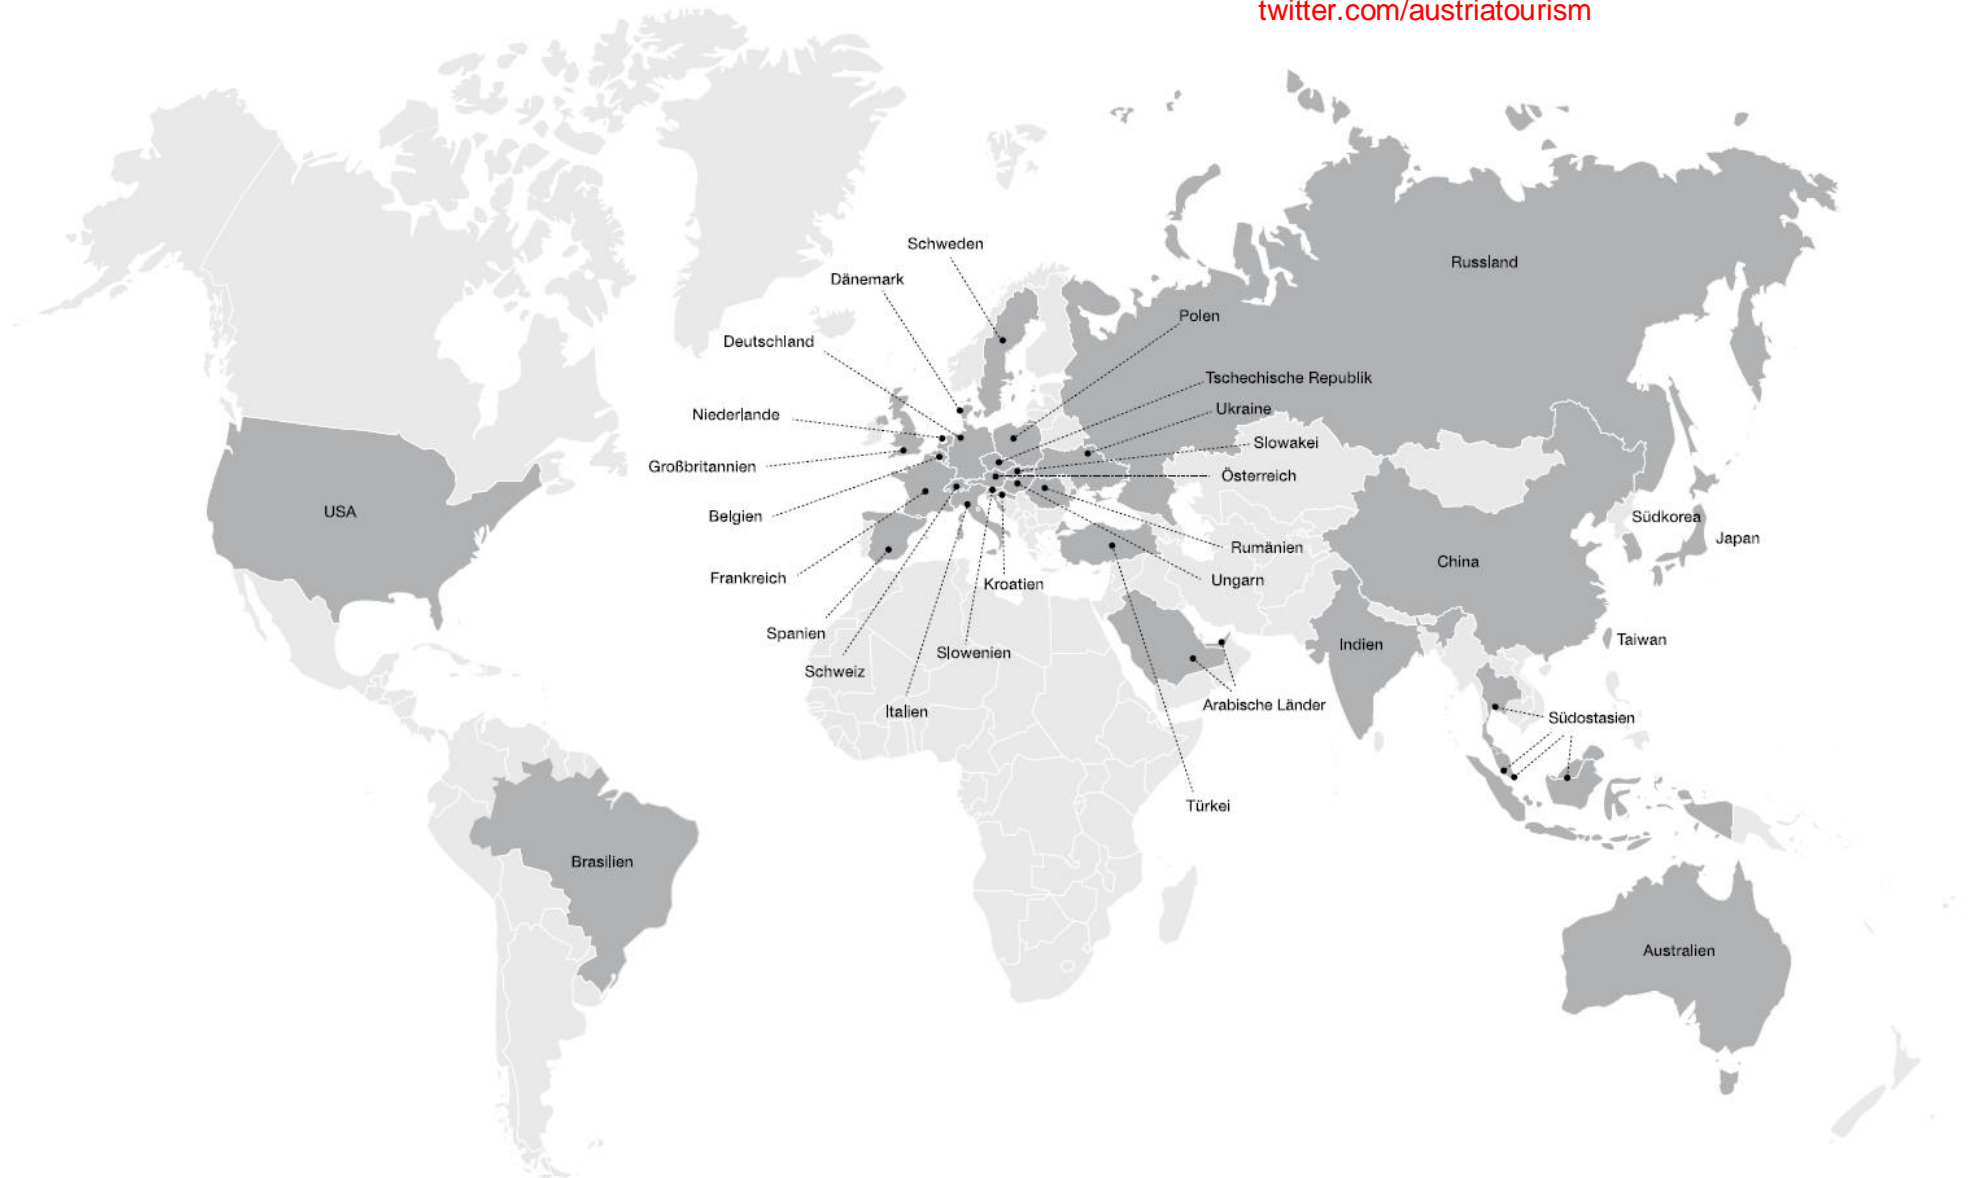 twitter.com/austriatourism
Schweden
Russland
Dänemark
Polen
Deutschland
Tschechische Republik
Niederlande
Ukraine
Slowakei
Großbritannien
Österreich
USA
Belgien
Südkorea
Japan
Rumänien
China
Frankreich
Kroatien
Ungarn
Spanien
Taiwan
Indien
Slowenien
Schweiz
Arabische Länder
Italien
Südostasien
Türkei
Brasilien
Australien